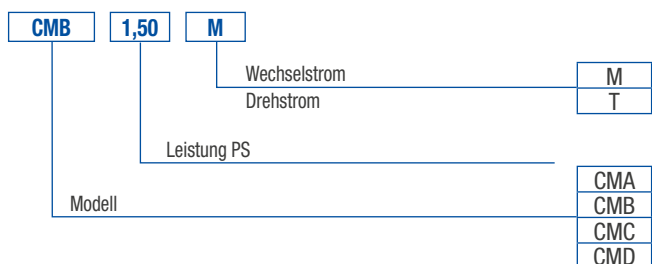 CMB 1,50 M
Wechselstrom M
Drehstrom T
Leistung PS
CMA
Modell CMB
CMC
CMD